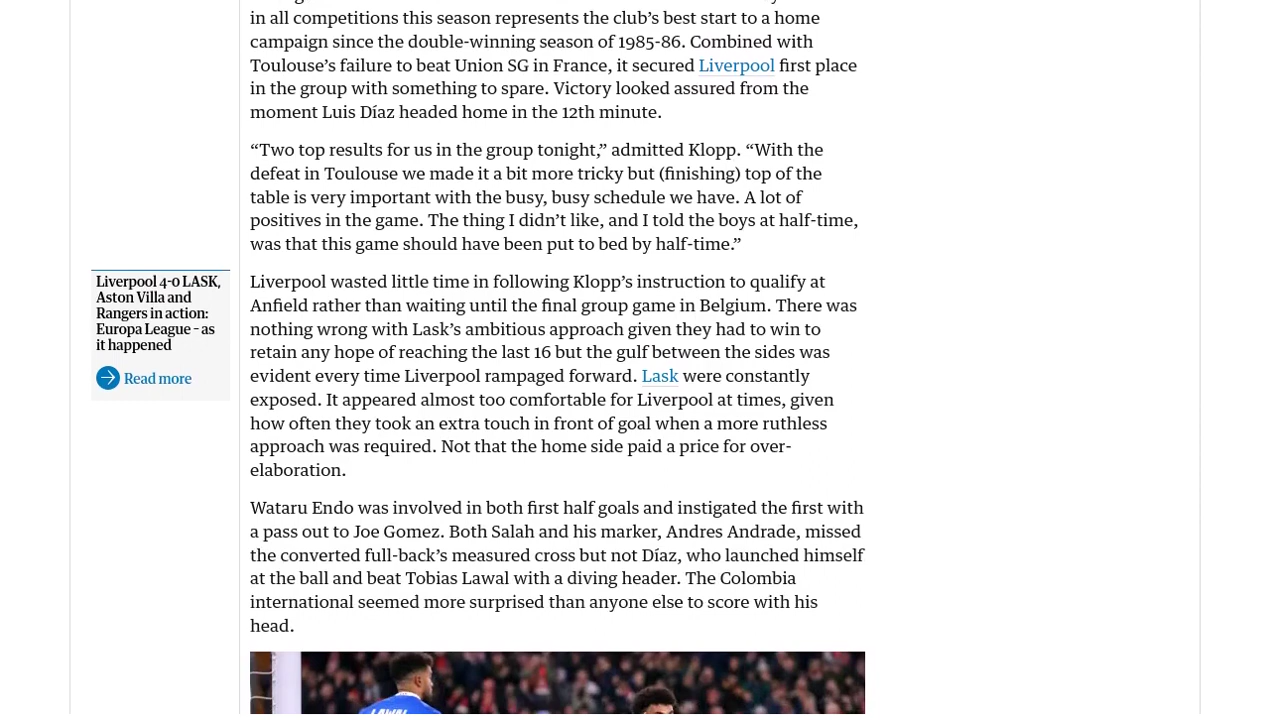 in all competitions this season represents the club’s best start to a home
campaign since the double-winning season of 1985-86. Combined with
Toulouse’s failure to beat Union SG in France, it secured Liverpool first place
in the group with something to spare. Victory looked assured from the
moment Luis Díaz headed home in the 12th minute.
“Two top results for us in the group tonight,” admitted Klopp. “With the
defeat in Toulouse we made it a bit more tricky but (finishing) top of the
table is very important with the busy, busy schedule we have. A lot of
positives in the game. The thing I didn’t like, and I told the boys at half-time,
was that this game should have been put to bed by half-time.”
Liverpool 4-0 LASK,
Aston Villa and
Rangers in action:
Europa League – as
it happened
Read more
Liverpool wasted little time in following Klopp’s instruction to qualify at
Anfield rather than waiting until the final group game in Belgium. There was
nothing wrong with Lask’s ambitious approach given they had to win to
retain any hope of reaching the last 16 but the gulf between the sides was
evident every time Liverpool rampaged forward. Lask were constantly
exposed. It appeared almost too comfortable for Liverpool at times, given
how often they took an extra touch in front of goal when a more ruthless
approach was required. Not that the home side paid a price for over-
elaboration.
Wataru Endo was involved in both first half goals and instigated the first with
a pass out to Joe Gomez. Both Salah and his marker, Andres Andrade, missed
the converted full-back’s measured cross but not Díaz, who launched himself
at the ball and beat Tobias Lawal with a diving header. The Colombia
international seemed more surprised than anyone else to score with his
head.
LAWAL